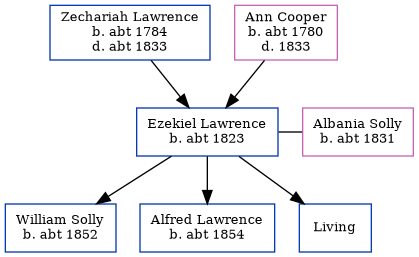 Zechariah Lawrence
b. abt 1784
d. abt 1833
Ann Cooper
b. abt 1780
d. 1833
Ezekiel Lawrence
b. abt 1823
Albania Solly
b. abt 1831
William Solly
b. abt 1852
Alfred Lawrence
b. abt 1854
Living